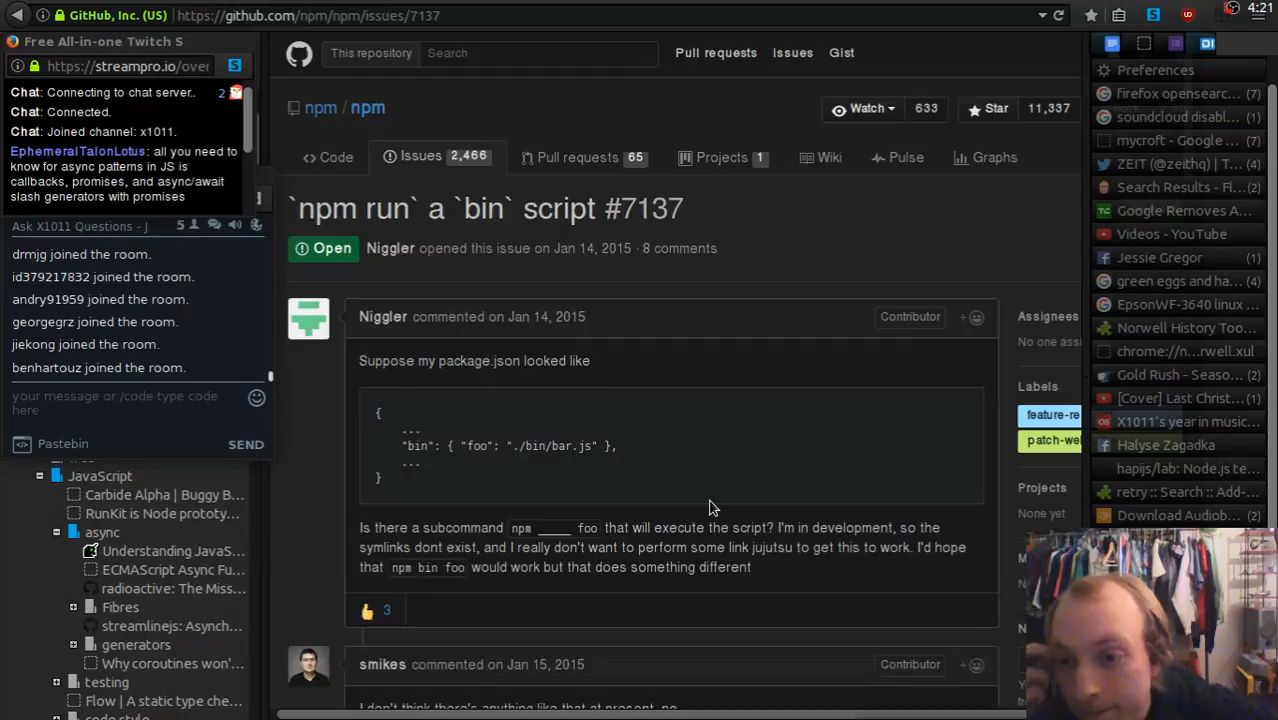 GitHub, Inc. (US)
https://github.com/npm/npm/issues/7137
4:21
Free All-in-one Twitch S
https://streampro.io/over
Chat: Connecting to chat server..
2
Chat: Connected.
Chat: Joined channel: x1011.
EphemeralTalonLotus: all you need to
know for async patterns in JS is
callbacks, promises, and async/await
slash generators with promises
Ask X1011 Questions - J
5
drmjg joined the room.
id379217832 joined the room.
andry91959 joined the room.
georgegrz joined the room.
jiekong joined the room.
benhartouz joined the room.
your message or /code type code
here
Pastebin
SEND
JavaScript
Carbide Alpha | Buggy B...
RunKit is Node prototy...
async
Understanding JavaS...
ECMAScript Async Fu...
radioactive: The Miss...
Fibres
streamlinejs: Asynch...
generators
Why coroutines won'...
testing
Flow | A static type che...
code style
This repository
Search
Pull requests
Issues
Gist
npm / npm
Watch
633
Star
11,337
Code
Issues 2,466
Pull requests 65
Projects 1
Wiki
Pulse
Graphs
`npm run` a `bin` script #7137
Open
Niggler opened this issue on Jan 14, 2015 · 8 comments
Niggler commented on Jan 14, 2015
Contributor
Suppose my package.json looked like
{
...
"bin": { "foo": "./bin/bar.js" },
...
}
Is there a subcommand npm _____ foo that will execute the script? I'm in development, so the
symlinks dont exist, and I really don't want to perform some link jujutsu to get this to work. I'd hope
that npm bin foo would work but that does something different
3
smikes commented on Jan 15, 2015
Contributor
I don't think there's anything like that at present, no
Assignees
No one assi
Labels
feature-re
patch-wel
Projects
None yet
Preferences
firefox opensearc... (7)
soundcloud disabl... (1)
mycroft - Google ... (7)
ZEIT (@zeithq) | T... (4)
Search Results - Fl... (2)
Google Removes A...
Videos - YouTube
Jessie Gregor (1)
green eggs and ha... (4)
EpsonWF-3640 linux ...
Norwell History Too...
chrome://n...rwell.xul
Gold Rush - Seaso... (2)
[Cover] Last Christ... (2)
X1011's year in music...
Halyse Zagadka
hapijs/lab: Node.js te...
retry :: Search :: Add-...
Download Audiob...